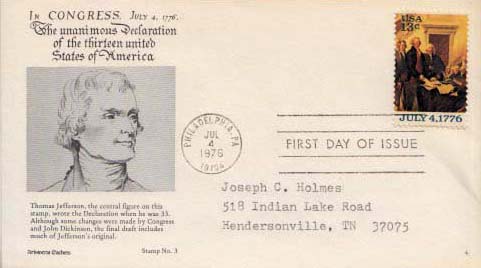 IN CONGRESS, JULY 4, 1776.
The unanimous Declaration
of the thirteen united
States of America
USA
13c
JULY 4, 1776
PHILADELPHIA, PA
JUL
4
1976
FIRST DAY OF ISSUE
Thomas Jefferson, the central figure on this
stamp, wrote the Declaration when he was 33.
Although some changes were made by Congress
and John Dickinson, the final draft includes
much of Jefferson's original.
Stamp No. 3
Joseph C. Holmes
518 Indian Lake Road
Hendersonville, TN 37075